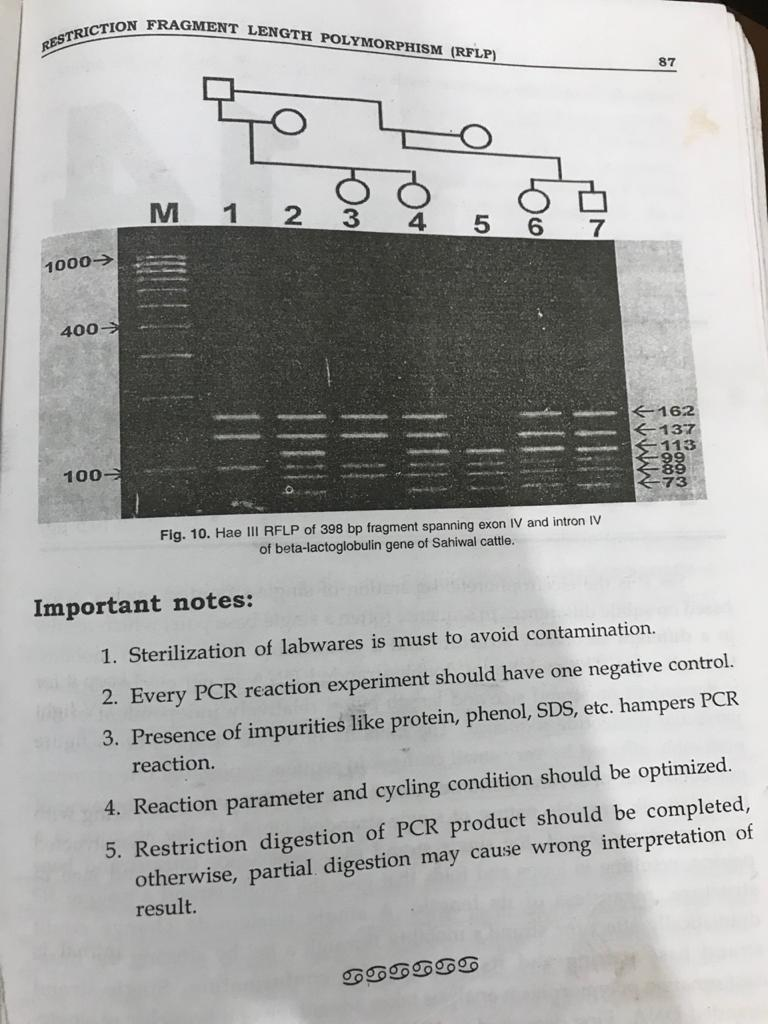 RESTRICTION FRAGMENT LENGTH POLYMORPHISM (RFLP) 87
M 1 2 3 4 5 6 7
1000→
400→
100→
←162
←137
←113
←99
←89
←73
Fig. 10. Hae III RFLP of 398 bp fragment spanning exon IV and intron IV
of beta-lactoglobulin gene of Sahiwal cattle.
Important notes:
1. Sterilization of labwares is must to avoid contamination.
2. Every PCR reaction experiment should have one negative control.
3. Presence of impurities like protein, phenol, SDS, etc. hampers PCR
reaction.
4. Reaction parameter and cycling condition should be optimized.
5. Restriction digestion of PCR product should be completed,
otherwise, partial digestion may cause wrong interpretation of
result.